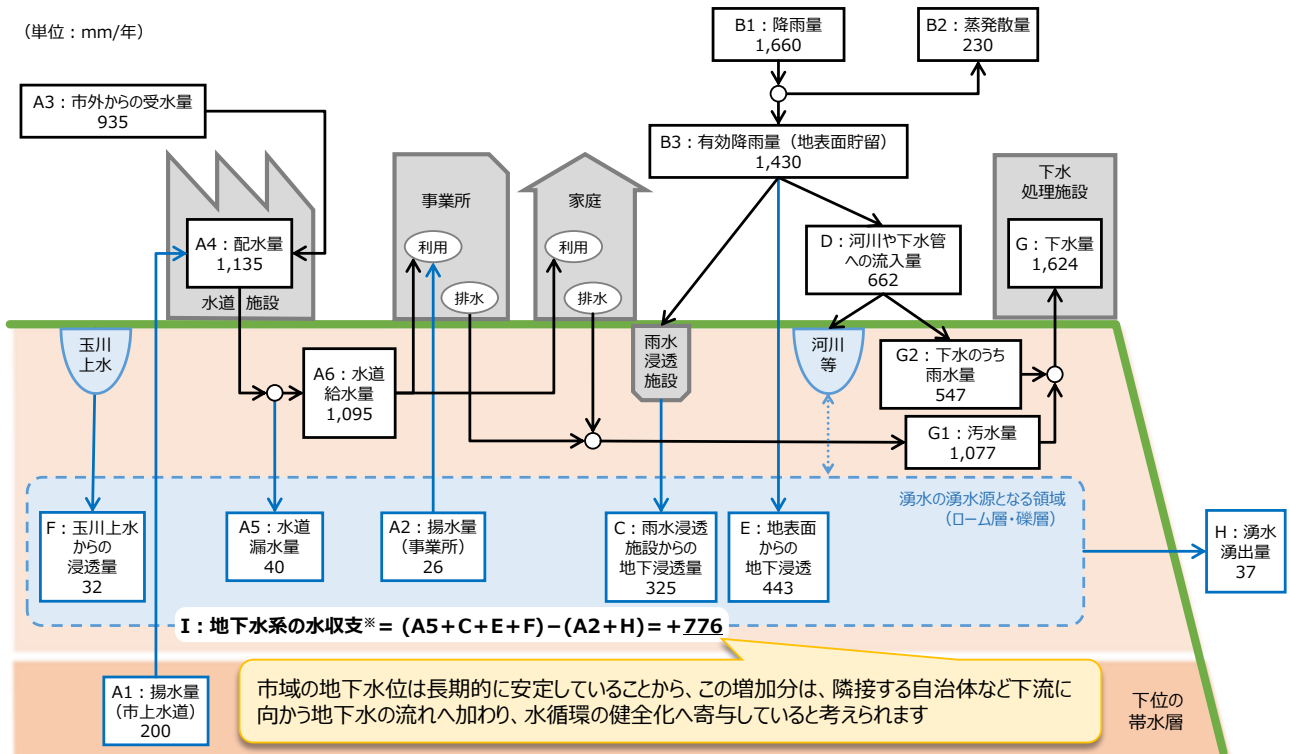 （単位：mm/年）
B1：降雨量
1,660
B2：蒸発散量
230
A3：市外からの受水量
935
B3：有効降雨量（地表面貯留）
1,430
事業所
家庭
下水
処理施設
A4：配水量
1,135
利用
利用
D：河川や下水管
への流入量
662
G：下水量
1,624
排水
排水
水道 施設
玉川
上水
雨水
浸透
施設
河川
等
A6：水道
給水量
1,095
G2：下水のうち
雨水量
547
G1：汚水量
1,077
湧水の湧水源となる領域
（ローム層・礫層）
F：玉川上水
からの
浸透量
32
A5：水道
漏水量
40
A2：揚水量
（事業所）
26
C：雨水浸透
施設からの
地下浸透量
325
E：地表面
からの
地下浸透
443
H：湧水
湧出量
37
I：地下水系の水収支※＝（A5+C+E+F）−（A2+H）＝+776
A1：揚水量
（市上水道）
200
市域の地下水位は長期的に安定していることから、この増加分は、隣接する自治体など下流に
向かう地下水の流れへ加わり、水循環の健全化へ寄与していると考えられます
下位の
帯水層